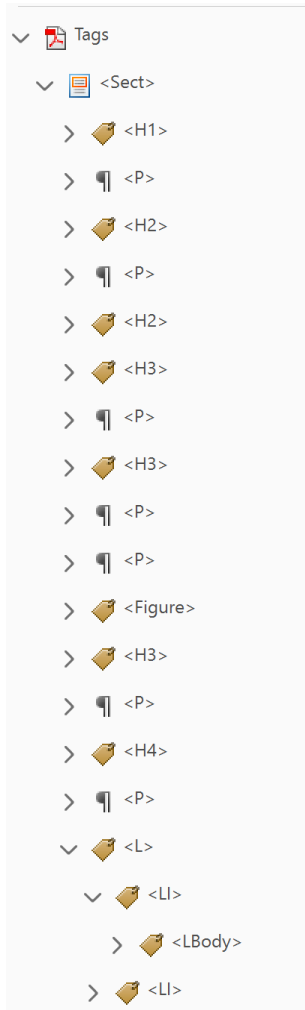 Tags
<Sect>
<H1>
<P>
<H2>
<P>
<H2>
<H3>
<P>
<H3>
<P>
<P>
<Figure>
<H3>
<P>
<H4>
<P>
<L>
<LI>
<LBody>
<LI>